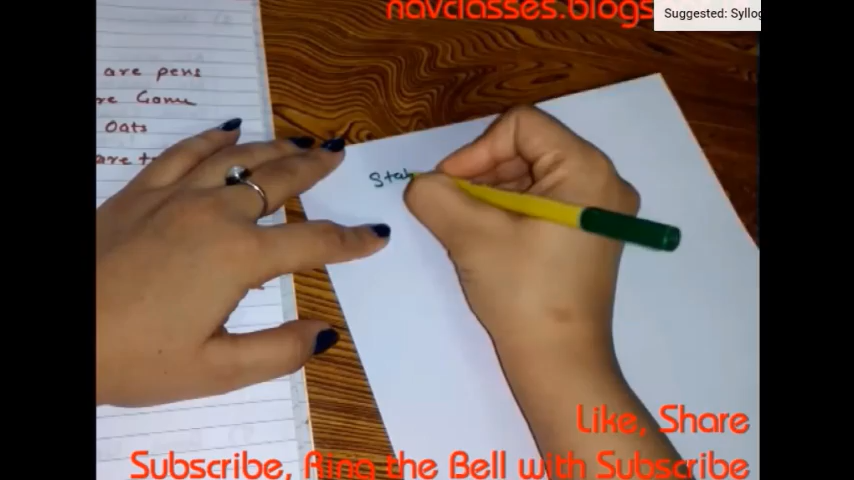 navclasses.blogs
Suggested: Syllog
are pens
re Game
Oats
are t
Stat
Like, Share
Subscribe, Ring the Bell with Subscribe